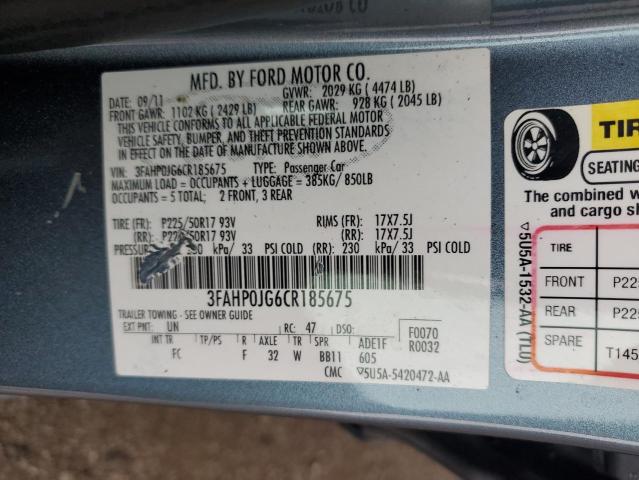 MFD. BY FORD MOTOR CO.
DATE: 09/11 GVWR: 2029 KG ( 4474 LB)
FRONT GAWR: 1102 KG ( 2429 LB) REAR GAWR: 928 KG ( 2045 LB)
THIS VEHICLE CONFORMS TO ALL APPLICABLE FEDERAL MOTOR
VEHICLE SAFETY, BUMPER, AND THEFT PREVENTION STANDARDS
IN EFFECT ON THE DATE OF MANUFACTURE SHOWN ABOVE.
VIN: 3FAHP0JG6CR185675 TYPE: Passenger Car
MAXIMUM LOAD = OCCUPANTS + LUGGAGE = 385KG/ 850LB
OCCUPANTS = 5 TOTAL; 2 FRONT, 3 REAR
TIRE (FR): P225/50R17 93V RIMS (FR): 17X7.5J
(RR): 50R17 93V (RR): 17X7.5J
kPa/ 33 PSI COLD (RR): 230 kPa/ 33 PSI COLD
3FAHP0JG6CR185675
TRAILER TOWING - SEE OWNER GUIDE
EXT PNT: UN RC: 47 DSO: F0070
INT TR TP/PS R AXLE TR SPR ADE1F R0032
FC F 32 W BB11 605
CMC ▽5U5A-5420472-AA
TIR
SEATING
The combined w
and cargo sh
TIRE
FRONT P225
REAR P225
SPARE T145
▽5U5A-1532-AA (TLU)